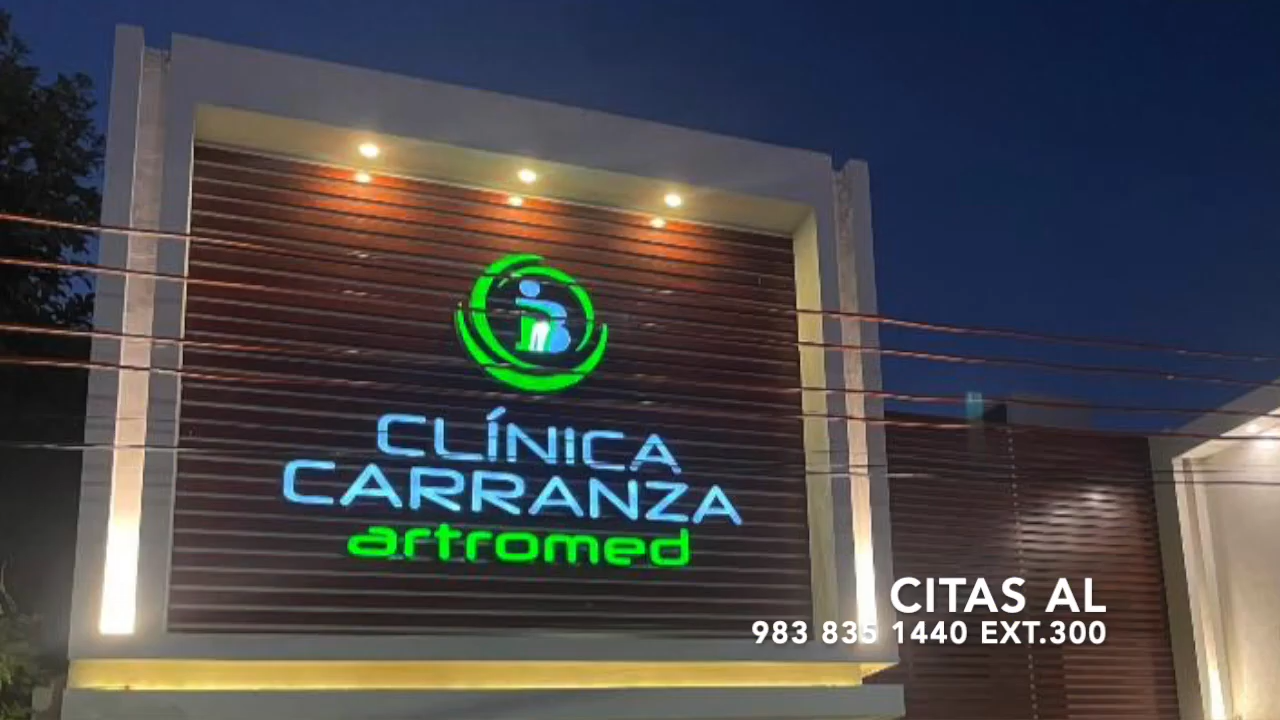 CLÍNICA
CARRANZA
artromed
CITAS AL
983 835 1440 EXT.300